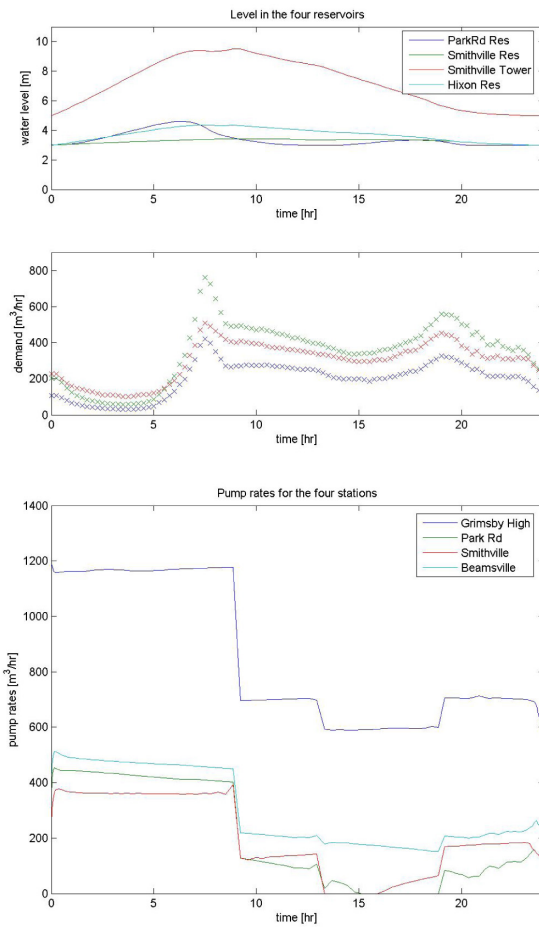 Level in the four reservoirs
10
8
6
4
2
0
water level [m]
ParkRd Res
Smithville Res
Smithville Tower
Hixon Res
0 5 10 15 20
time [hr]
800
600
400
200
0
demand [m³/hr]
0 5 10 15 20
time [hr]
Pump rates for the four stations
1400
1200
1000
800
600
400
200
0
pump rates [m³/hr]
Grimsby High
Park Rd
Smithville
Beamsville
0 5 10 15 20
time [hr]